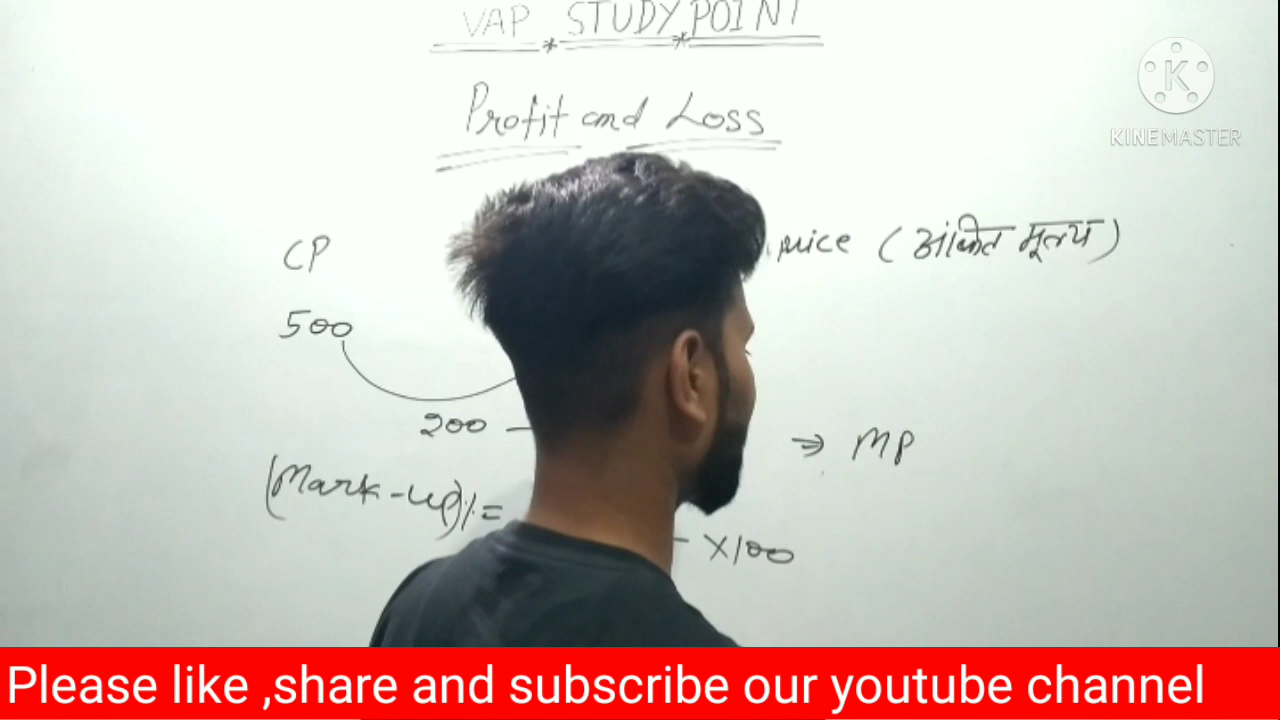 VAP STUDY POINT
Profit and Loss
K
KINEMASTER
CP price (अंकित मूल्य)
500
200 ⇒ MP
(Mark-up)% = ×100
Please like ,share and subscribe our youtube channel